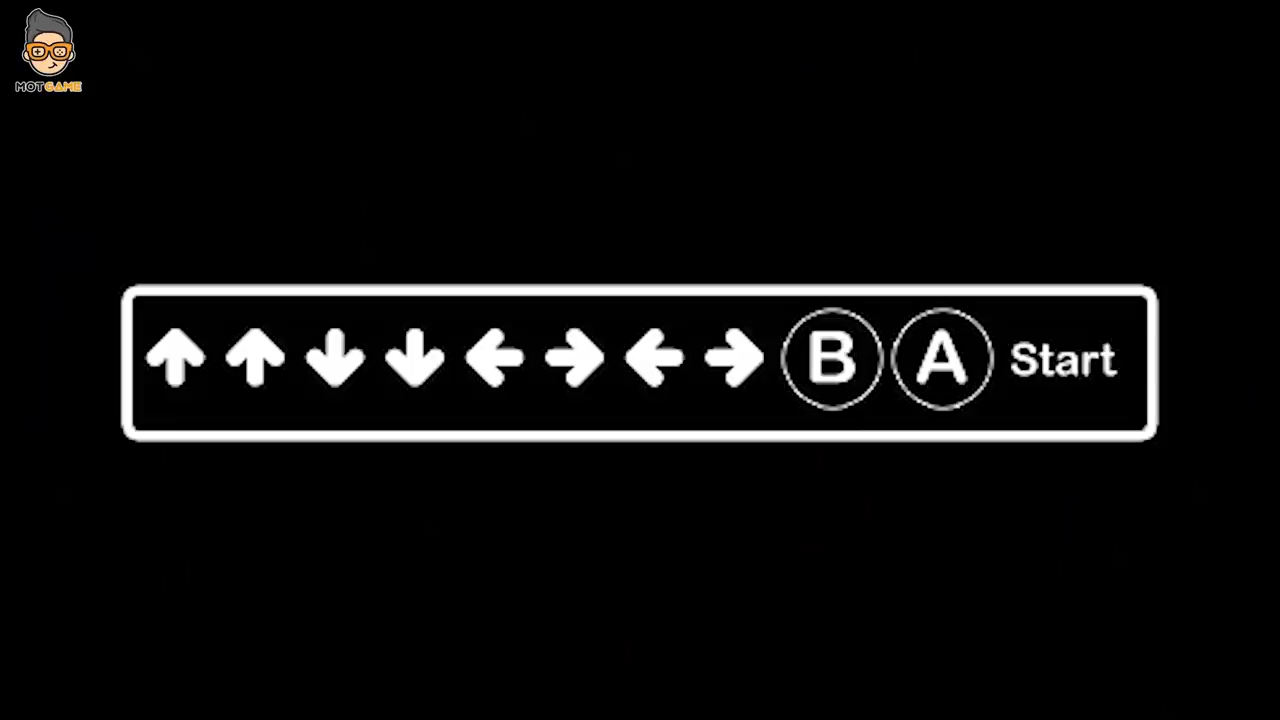 MOTGAME
↑ ↑ ↓ ↓ ← → ← → B A Start